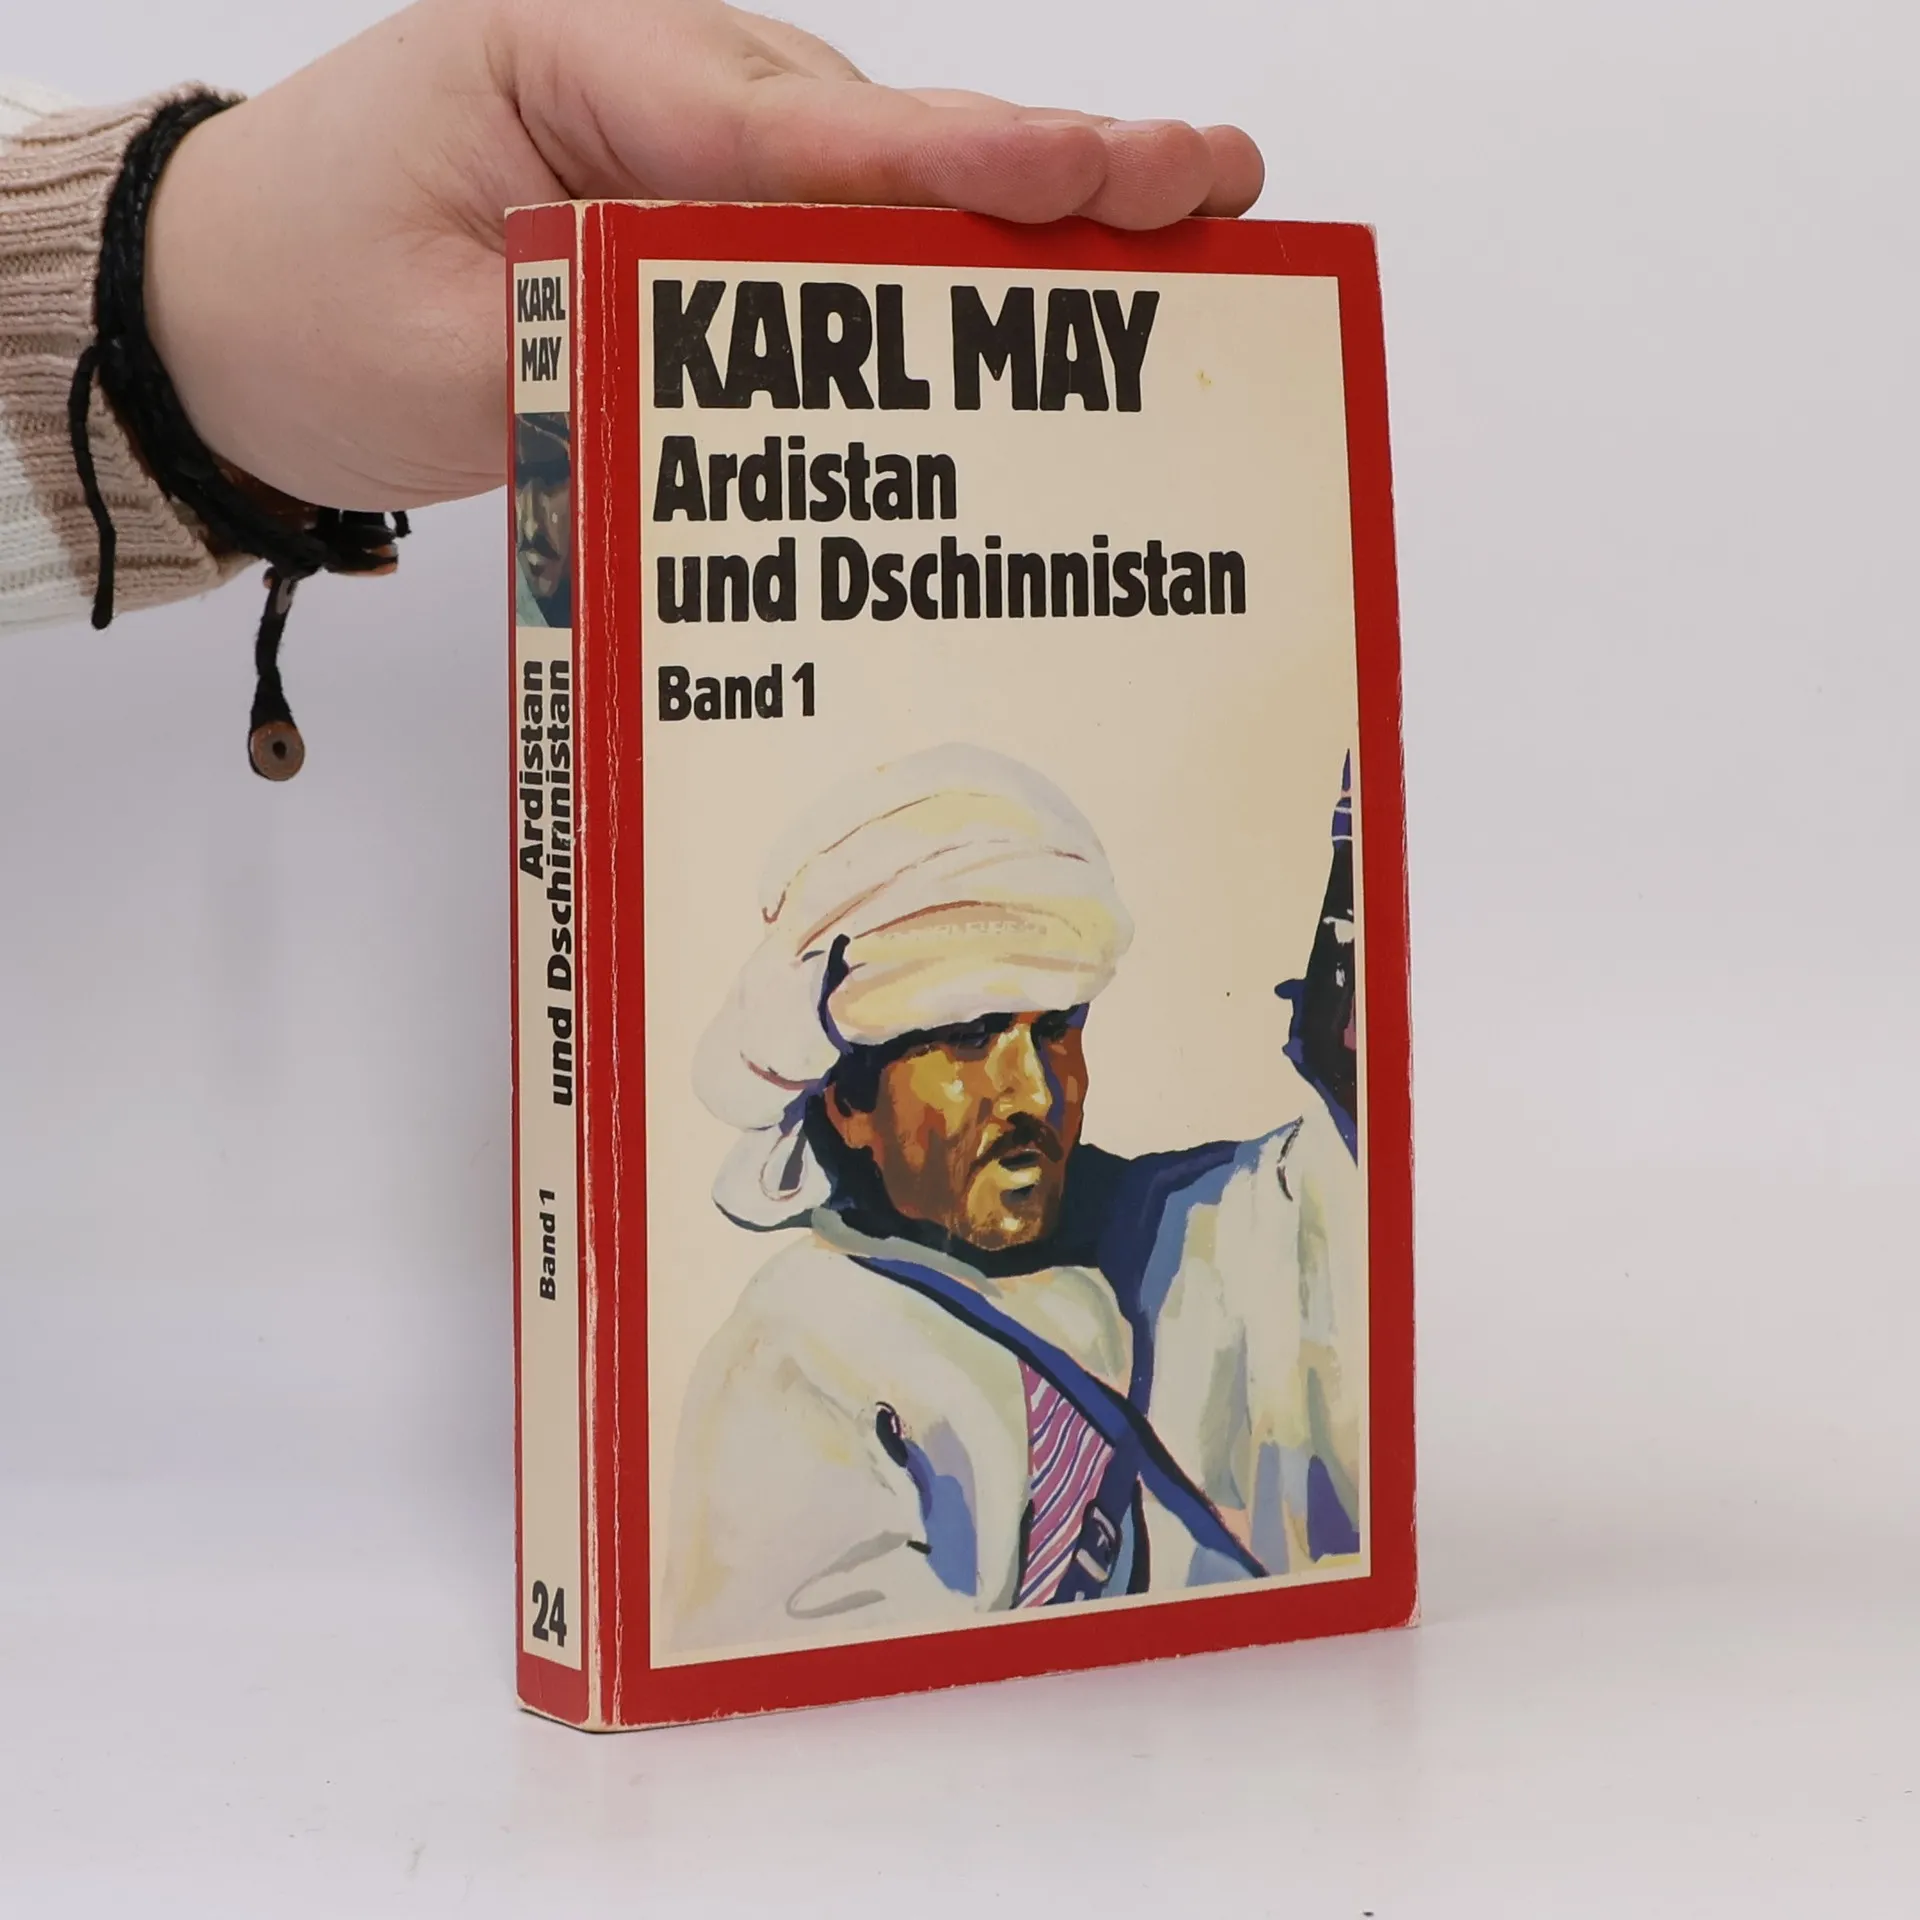 KARL MAY
Ardistan
und Dschinnistan
Band 1
KARL
MAY
Ardistan
und Dschinnistan
Band 1
24